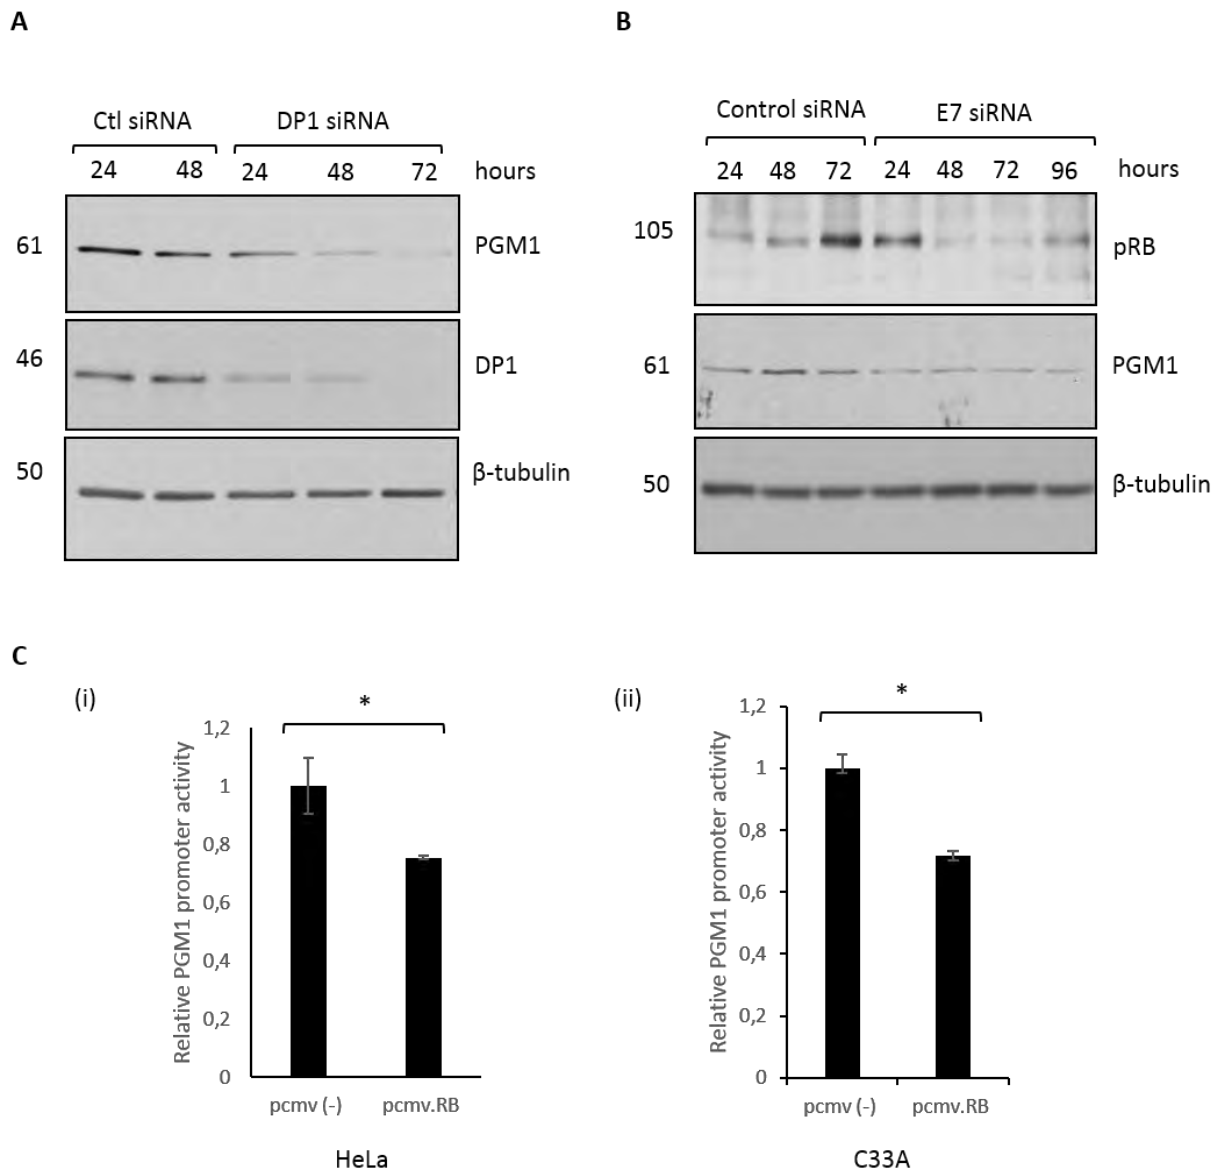 A
Ctl siRNA DP1 siRNA
24 48 24 48 72 hours
61 PGM1
46 DP1
50 β-tubulin
B
Control siRNA E7 siRNA
24 48 72 24 48 72 96 hours
105 pRB
61 PGM1
50 β-tubulin
C
(i)
*
Relative PGM1 promoter activity
1,2
1
0,8
0,6
0,4
0,2
0
pcmv (-) pcmv.RB
HeLa
(ii)
*
Relative PGM1 promoter activity
1,2
1
0,8
0,6
0,4
0,2
0
pcmv (-) pcmv.RB
C33A